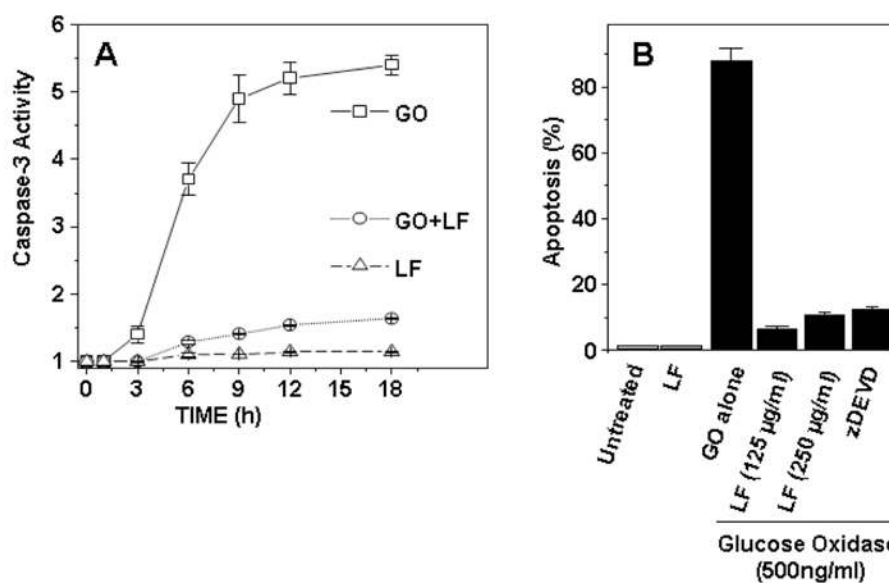 A
Caspase-3 Activity
6
5
4
3
2
1
GO
GO+LF
LF
0 3 6 9 12 15 18
TIME (h)
B
Apoptosis (%)
80
60
40
20
0
Untreated
LF
GO alone
LF (125 µg/ml)
LF (250 µg/ml)
zDEVD
Glucose Oxidase
(500ng/ml)